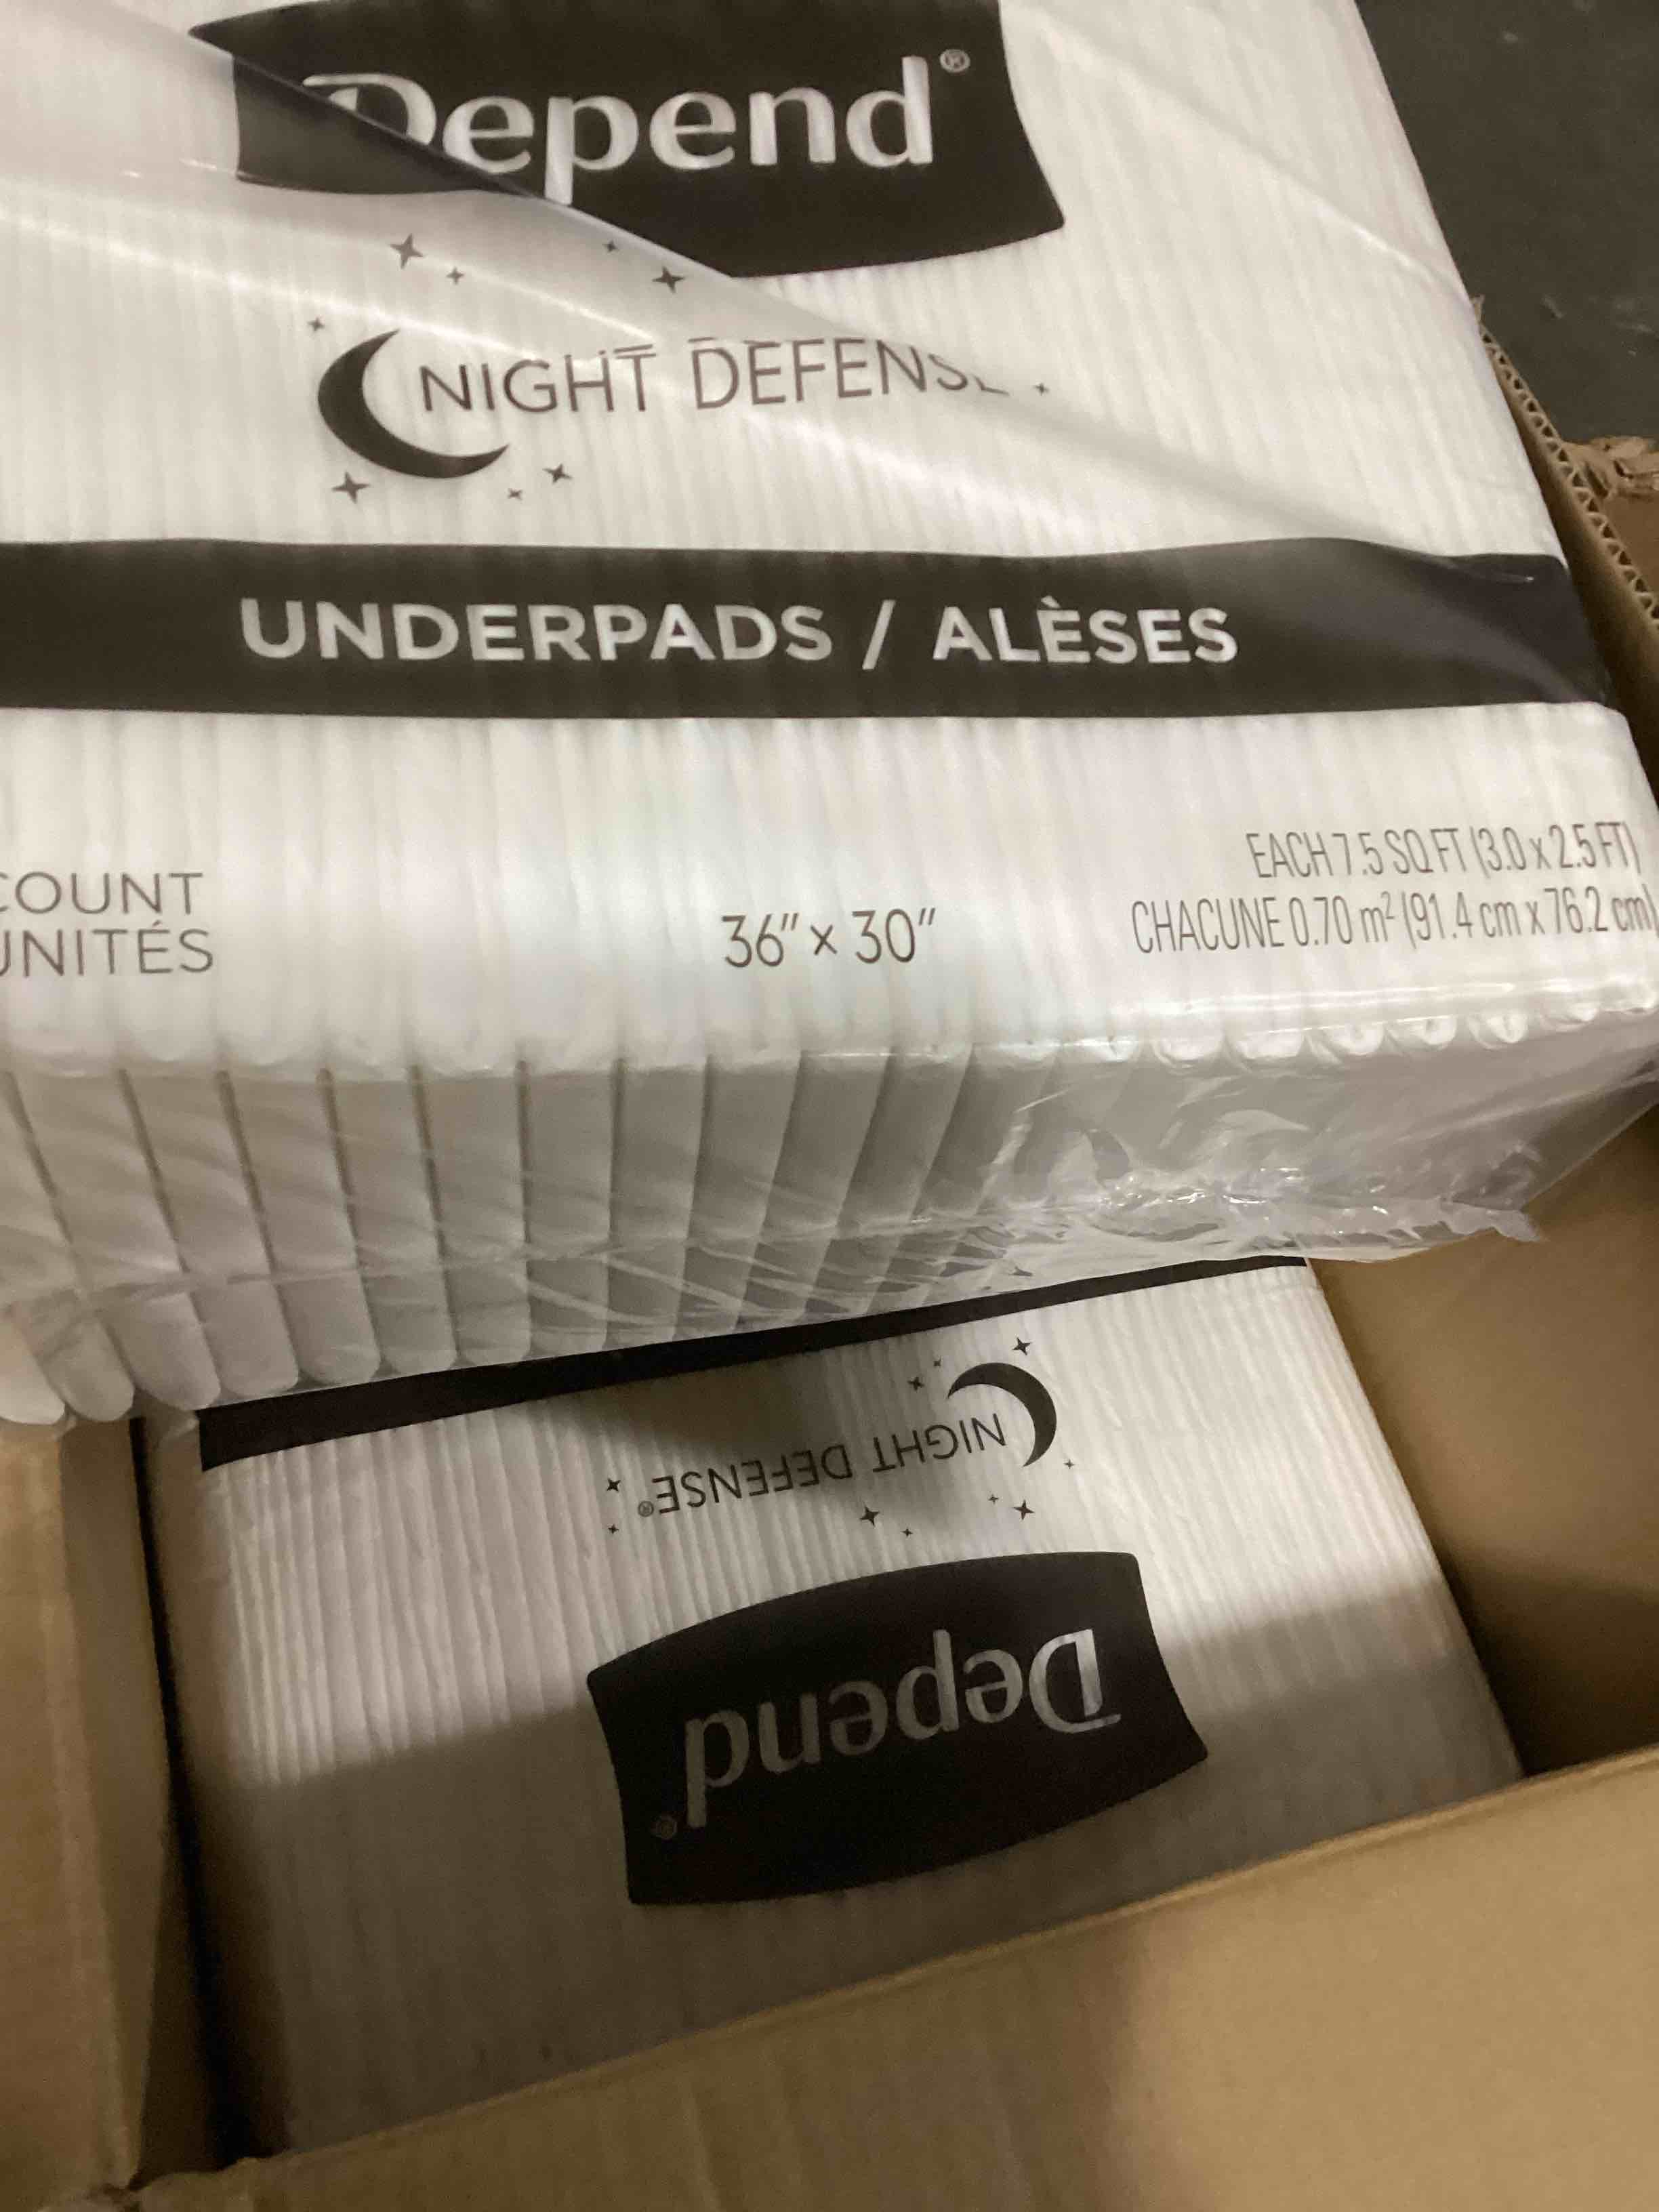 Depend®
NIGHT DEFENSE
UNDERPADS / ALÈSES
COUNT
UNITÉS
36" x 30"
EACH 7.5 SQ FT (3.0 x 2.5 FT)
CHACUNE 0.70 m² (91.4 cm x 76.2 cm)
NIGHT DEFENSE®
Depend®